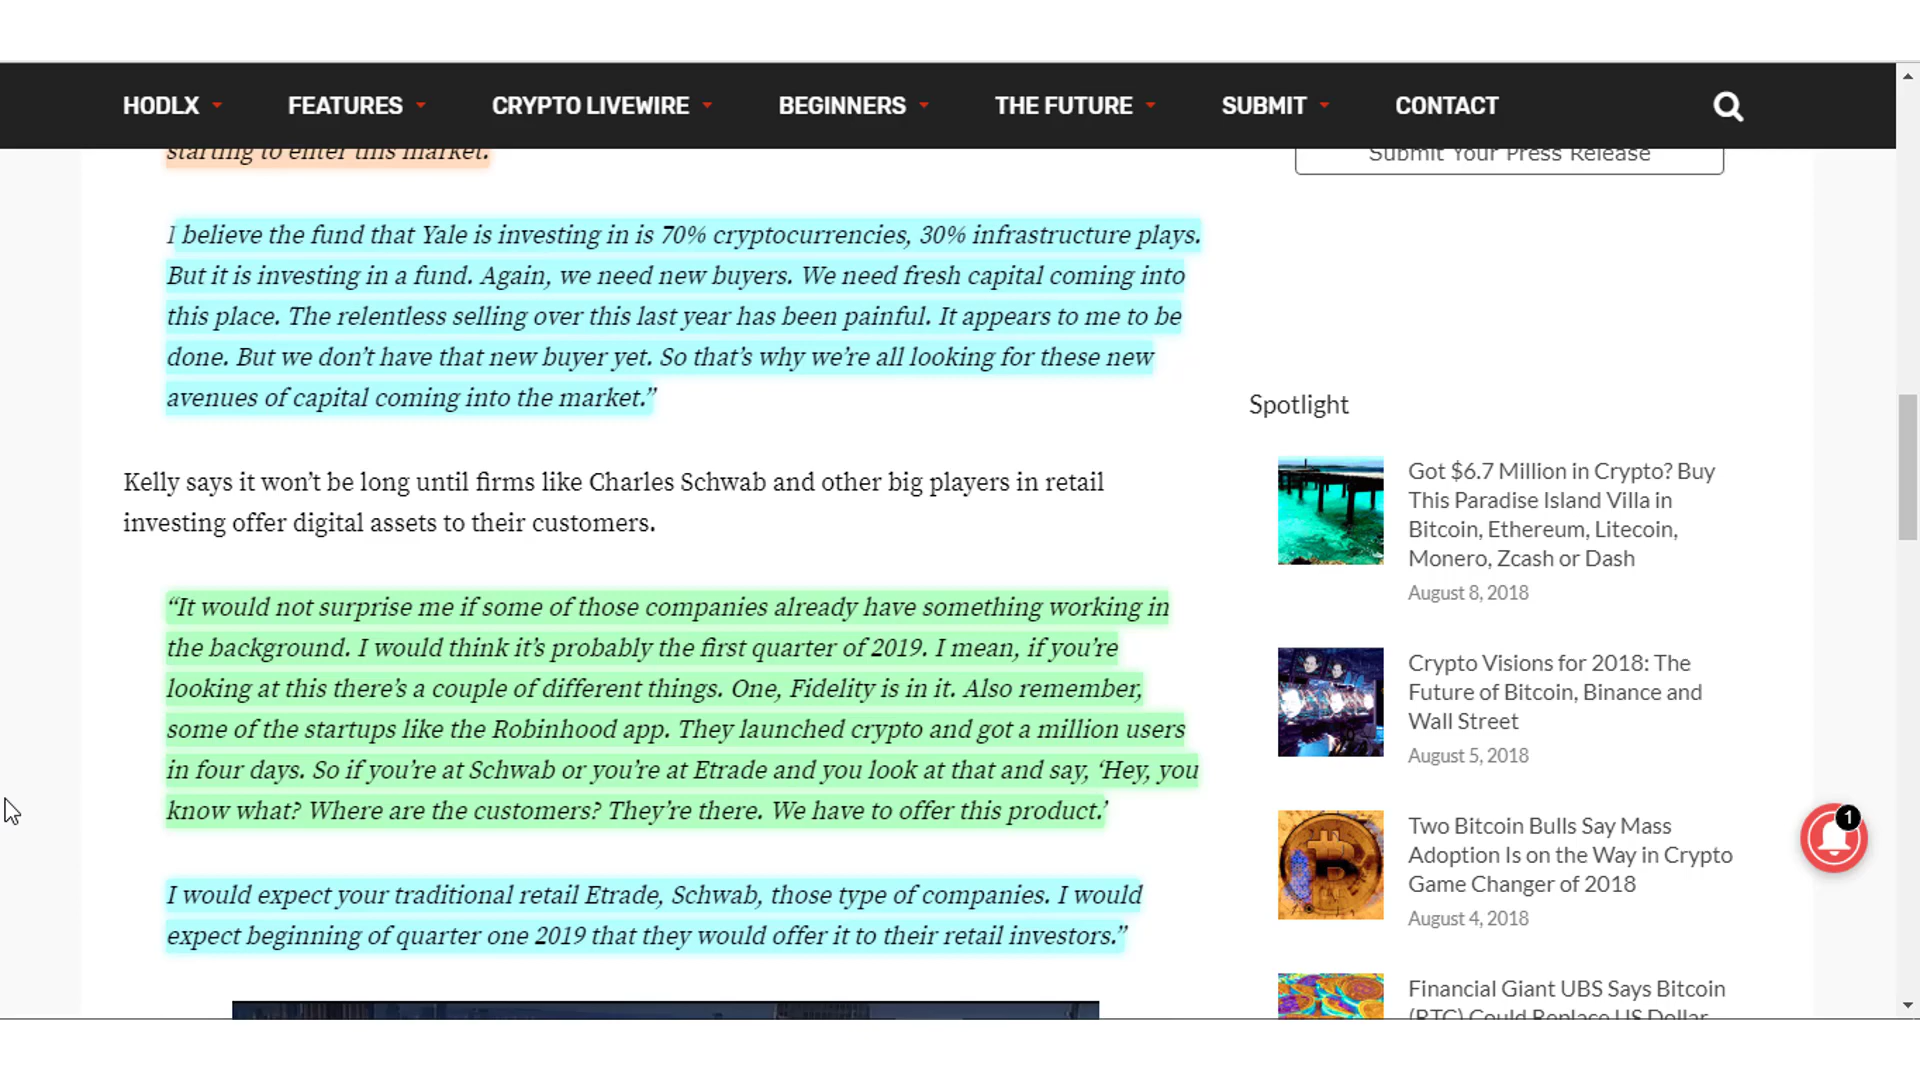 HODLX FEATURES CRYPTO LIVEWIRE BEGINNERS THE FUTURE SUBMIT CONTACT
starting to enter this market.
I believe the fund that Yale is investing in is 70% cryptocurrencies, 30% infrastructure plays.
But it is investing in a fund. Again, we need new buyers. We need fresh capital coming into
this place. The relentless selling over this last year has been painful. It appears to me to be
done. But we don’t have that new buyer yet. So that’s why we’re all looking for these new
avenues of capital coming into the market.”
Kelly says it won’t be long until firms like Charles Schwab and other big players in retail
investing offer digital assets to their customers.
“It would not surprise me if some of those companies already have something working in
the background. I would think it’s probably the first quarter of 2019. I mean, if you’re
looking at this there’s a couple of different things. One, Fidelity is in it. Also remember,
some of the startups like the Robinhood app. They launched crypto and got a million users
in four days. So if you’re at Schwab or you’re at Etrade and you look at that and say, ‘Hey, you
know what? Where are the customers? They’re there. We have to offer this product.’
I would expect your traditional retail Etrade, Schwab, those type of companies. I would
expect beginning of quarter one 2019 that they would offer it to their retail investors.”
Submit Your Press Release
Spotlight
Got $6.7 Million in Crypto? Buy
This Paradise Island Villa in
Bitcoin, Ethereum, Litecoin,
Monero, Zcash or Dash
August 8, 2018
Crypto Visions for 2018: The
Future of Bitcoin, Binance and
Wall Street
August 5, 2018
Two Bitcoin Bulls Say Mass
Adoption Is on the Way in Crypto
Game Changer of 2018
August 4, 2018
1
Financial Giant UBS Says Bitcoin
(BTC) Could Replace US Dollar